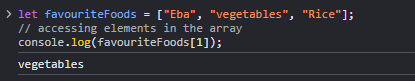 > let favouriteFoods = ["Eba", "vegetables", "Rice"];
// accessing elements in the array
console.log(favouriteFoods[1]);
vegetables